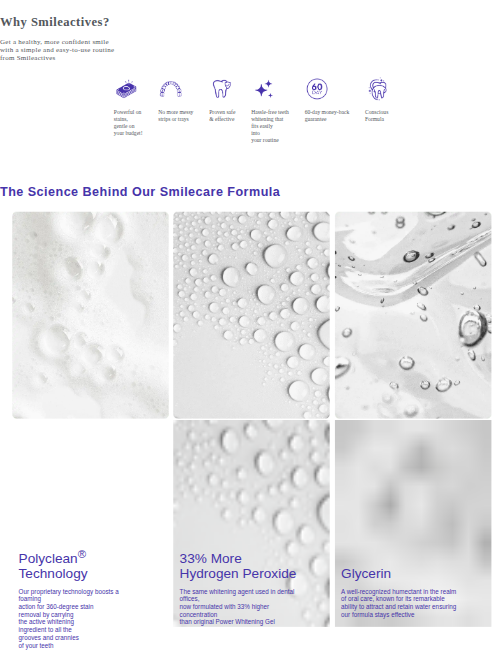 Why Smileactives?
Get a healthy, more confident smile
with a simple and easy-to-use routine
from Smileactives
Powerful on
stains,
gentle on
your budget!
No more messy
strips or trays
Proven safe
& effective
Hassle-free teeth
whitening that
fits easily
into
your routine
60
DAY
60-day money-back
guarantee
Conscious
Formula
The Science Behind Our Smilecare Formula
Polyclean®
Technology
Our proprietary technology boosts a
foaming
action for 360-degree stain
removal by carrying
the active whitening
ingredient to all the
grooves and crannies
of your teeth
33% More
Hydrogen Peroxide
The same whitening agent used in dental
offices,
now formulated with 33% higher
concentration
than original Power Whitening Gel
Glycerin
A well-recognized humectant in the realm
of oral care, known for its remarkable
ability to attract and retain water ensuring
our formula stays effective